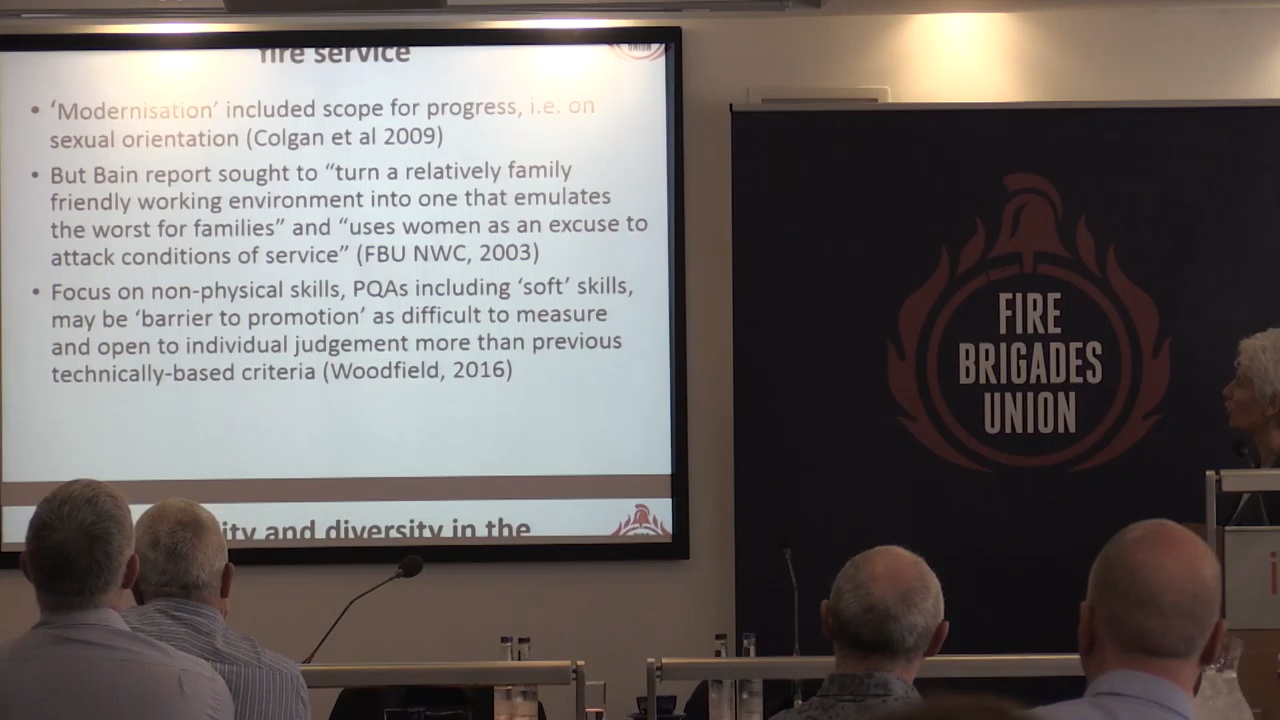 fire service
UNION
• ‘Modernisation’ included scope for progress, i.e. on
sexual orientation (Colgan et al 2009)
• But Bain report sought to “turn a relatively family
friendly working environment into one that emulates
the worst for families” and “uses women as an excuse to
attack conditions of service” (FBU NWC, 2003)
• Focus on non-physical skills, PQAs including ‘soft’ skills,
may be ‘barrier to promotion’ as difficult to measure
and open to individual judgement more than previous
technically-based criteria (Woodfield, 2016)
and diversity in the
FIRE
BRIGADES
UNION